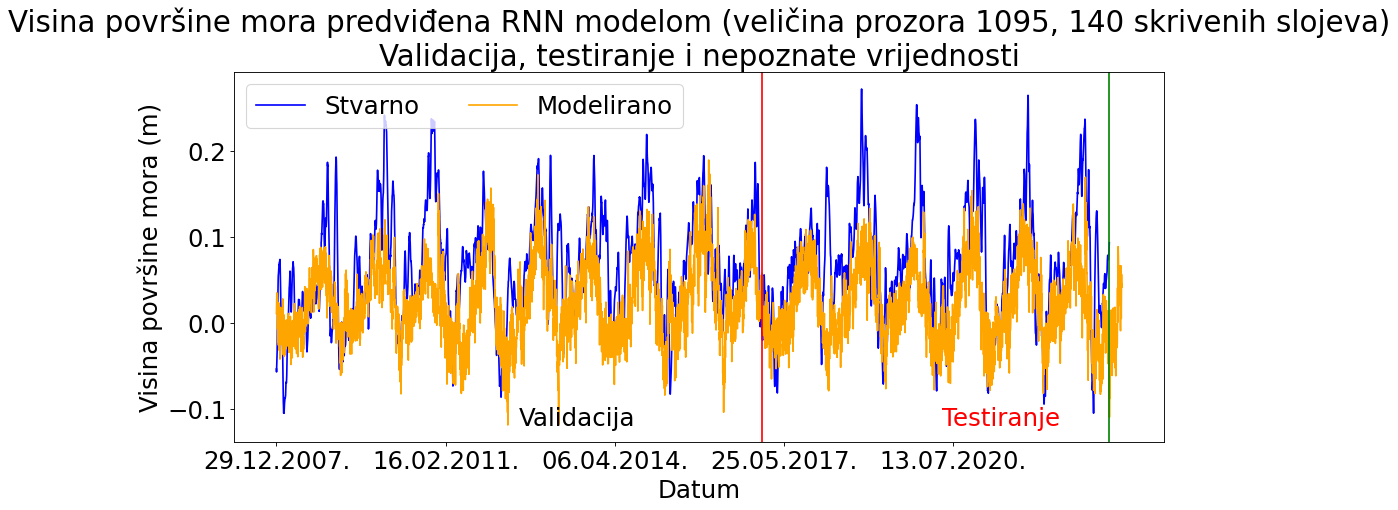 Visina površine mora predviđena RNN modelom (veličina prozora 1095, 140 skrivenih slojeva)
Validacija, testiranje i nepoznate vrijednosti
Stvarno
Modelirano
Visina površine mora (m)
0.2
0.1
0.0
−0.1
Validacija
Testiranje
29.12.2007.
16.02.2011.
06.04.2014.
25.05.2017.
13.07.2020.
Datum